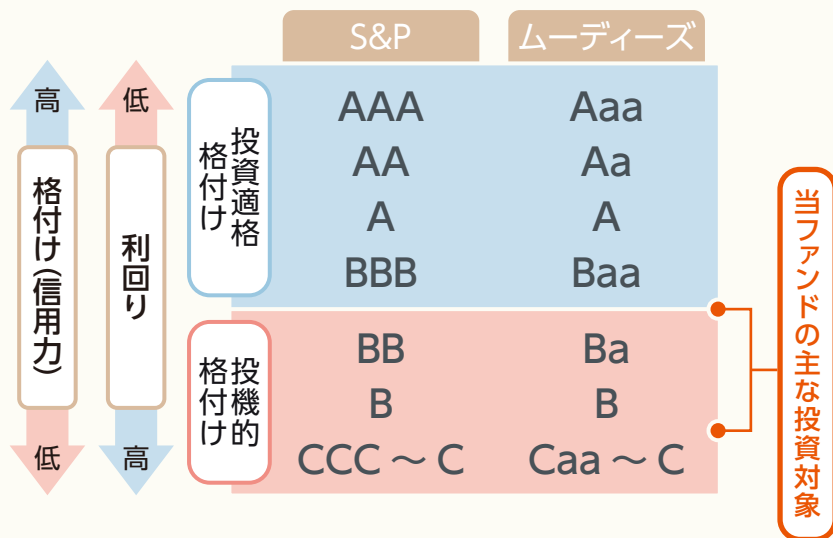 S&P ムーディーズ
高
格付け(信用力)
低
低
利回り
高
投資適格
格付け
AAA Aaa
AA Aa
A A
BBB Baa
投機的
格付け
BB Ba
B B
CCC ～ C Caa ～ C
当ファンドの主な投資対象